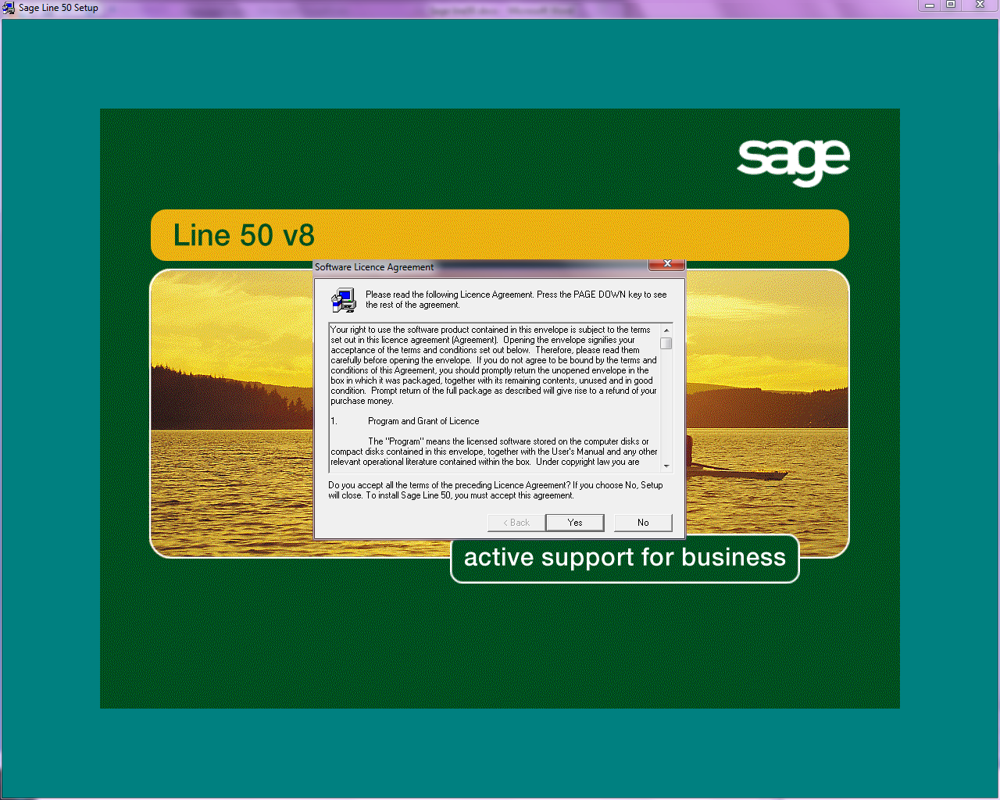 Sage Line 50 Setup
sage
Line 50 v8
Software Licence Agreement
Please read the following Licence Agreement. Press the PAGE DOWN key to see
the rest of the agreement.
Your right to use the software product contained in this envelope is subject to the terms
set out in this licence agreement (Agreement).  Opening the envelope signifies your
acceptance of the terms and conditions set out below.  Therefore, please read them
carefully before opening the envelope.  If you do not agree to be bound by the terms and
conditions of this Agreement, you should promptly return the unopened envelope in the
box in which it was packaged, together with its remaining contents, unused and in good
condition.  Prompt return of the full package as described will give rise to a refund of your
purchase money.
1. Program and Grant of Licence
The "Program" means the licensed software stored on the computer disks or
compact disks contained in this envelope, together with the User's Manual and any other
relevant operational literature contained within the box.  Under copyright law you are
Do you accept all the terms of the preceding Licence Agreement? If you choose No, Setup
will close. To install Sage Line 50, you must accept this agreement.
< Back
Yes
No
active support for business